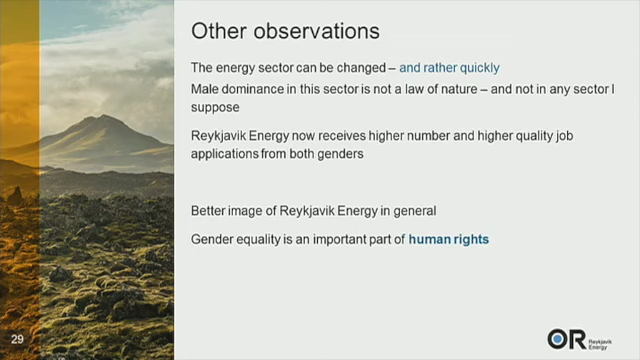 Other observations
The energy sector can be changed – and rather quickly
Male dominance in this sector is not a law of nature – and not in any sector I
suppose
Reykjavik Energy now receives higher number and higher quality job
applications from both genders
Better image of Reykjavik Energy in general
Gender equality is an important part of human rights
29
OR Reykjavik
Energy